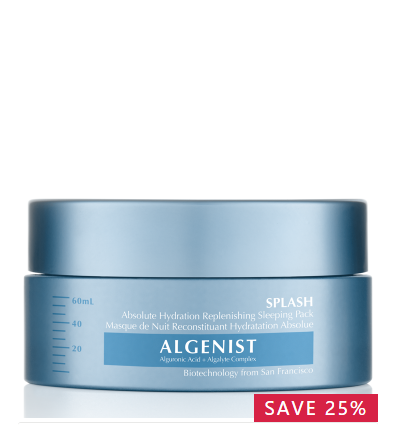 SPLASH
60mL
Absolute Hydration Replenishing Sleeping Pack
40
Masque de Nuit Reconstituant Hydratation Absolue
20
ALGENIST
Alguronic Acid + Algalyte Complex
Biotechnology from San Francisco
SAVE 25%